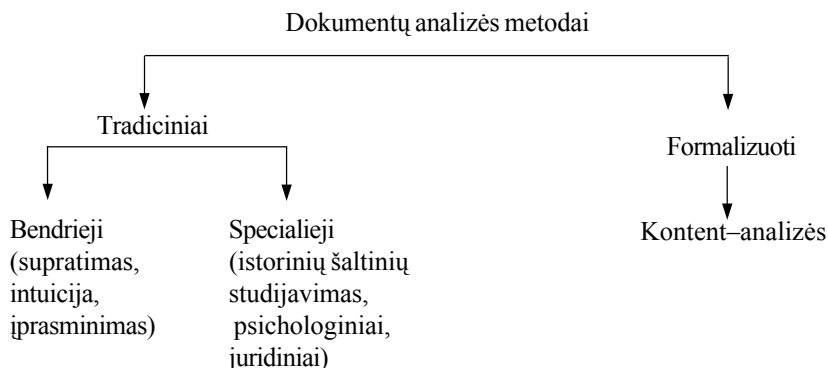 Dokumentų analizės metodai
Tradiciniai
Formalizuoti
Bendrieji
(supratimas,
intuicija,
įprasminimas)
Specialieji
(istorinių šaltinių
studijavimas,
psichologiniai,
juridiniai)
Kontent–analizės